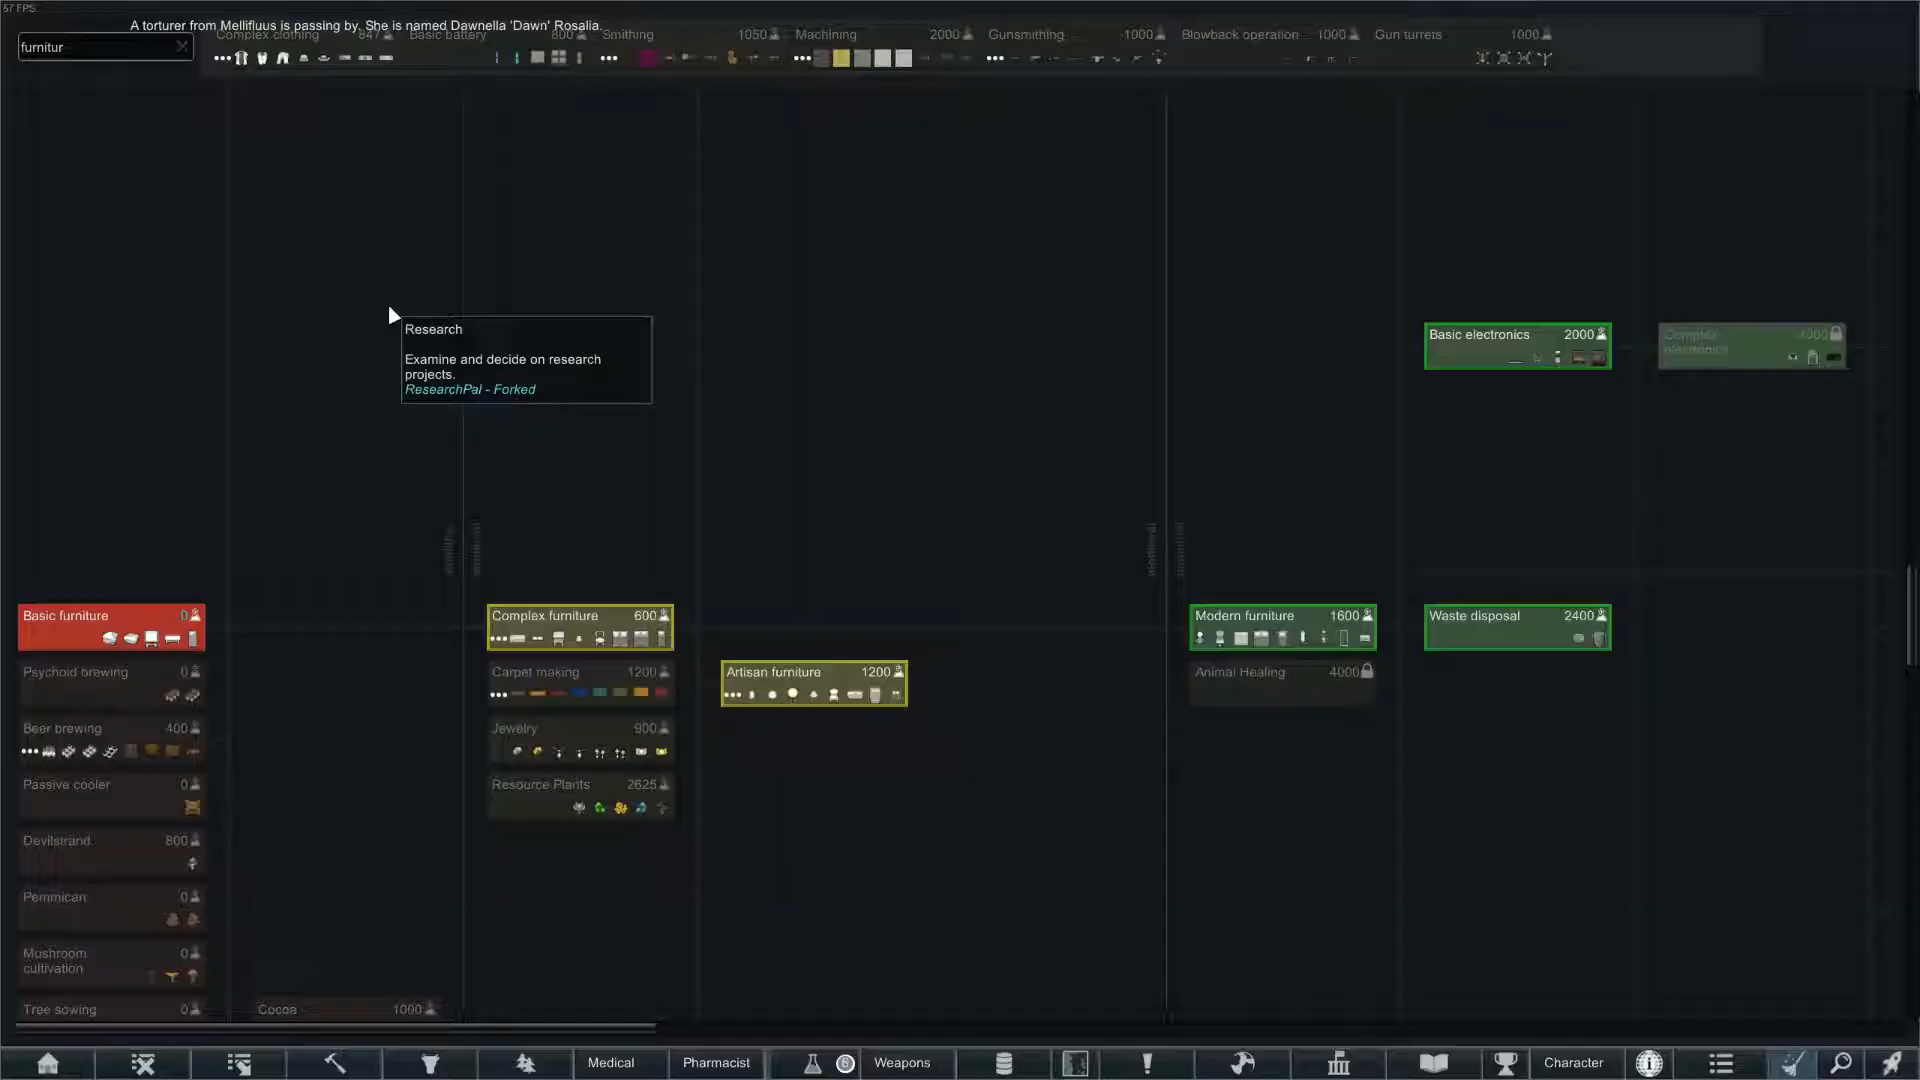 57 FPS
A torturer from Mellifluus is passing by. She is named Dawnella 'Dawn' Rosalia.
furnitur
Complex clothing 847
Basic battery 800
Smithing 1050
Machining 2000
Gunsmithing 1000
Blowback operation 1000
Gun turrets 1000
Research
Examine and decide on research
projects.
ResearchPal - Forked
Basic electronics 2000
Complex
electronics
4000
Basic furniture 0
Complex furniture 600
Modern furniture 1600
Waste disposal 2400
Psychoid brewing 0
Carpet making 1200
Artisan furniture 1200
Animal Healing 4000
Beer brewing 400
Jewelry 900
Passive cooler 0
Resource Plants 2625
Devilstrand 800
Pemmican 0
Mushroom
cultivation
0
Tree sowing 0
Cocoa 1000
Medical
Pharmacist
6
Weapons
Character